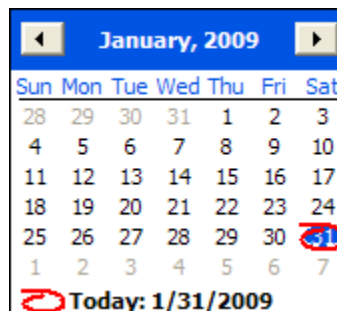 January, 2009
Sun Mon Tue Wed Thu Fri Sat
28 29 30 31 1 2 3
4 5 6 7 8 9 10
11 12 13 14 15 16 17
18 19 20 21 22 23 24
25 26 27 28 29 30 31
1 2 3 4 5 6 7
Today: 1/31/2009